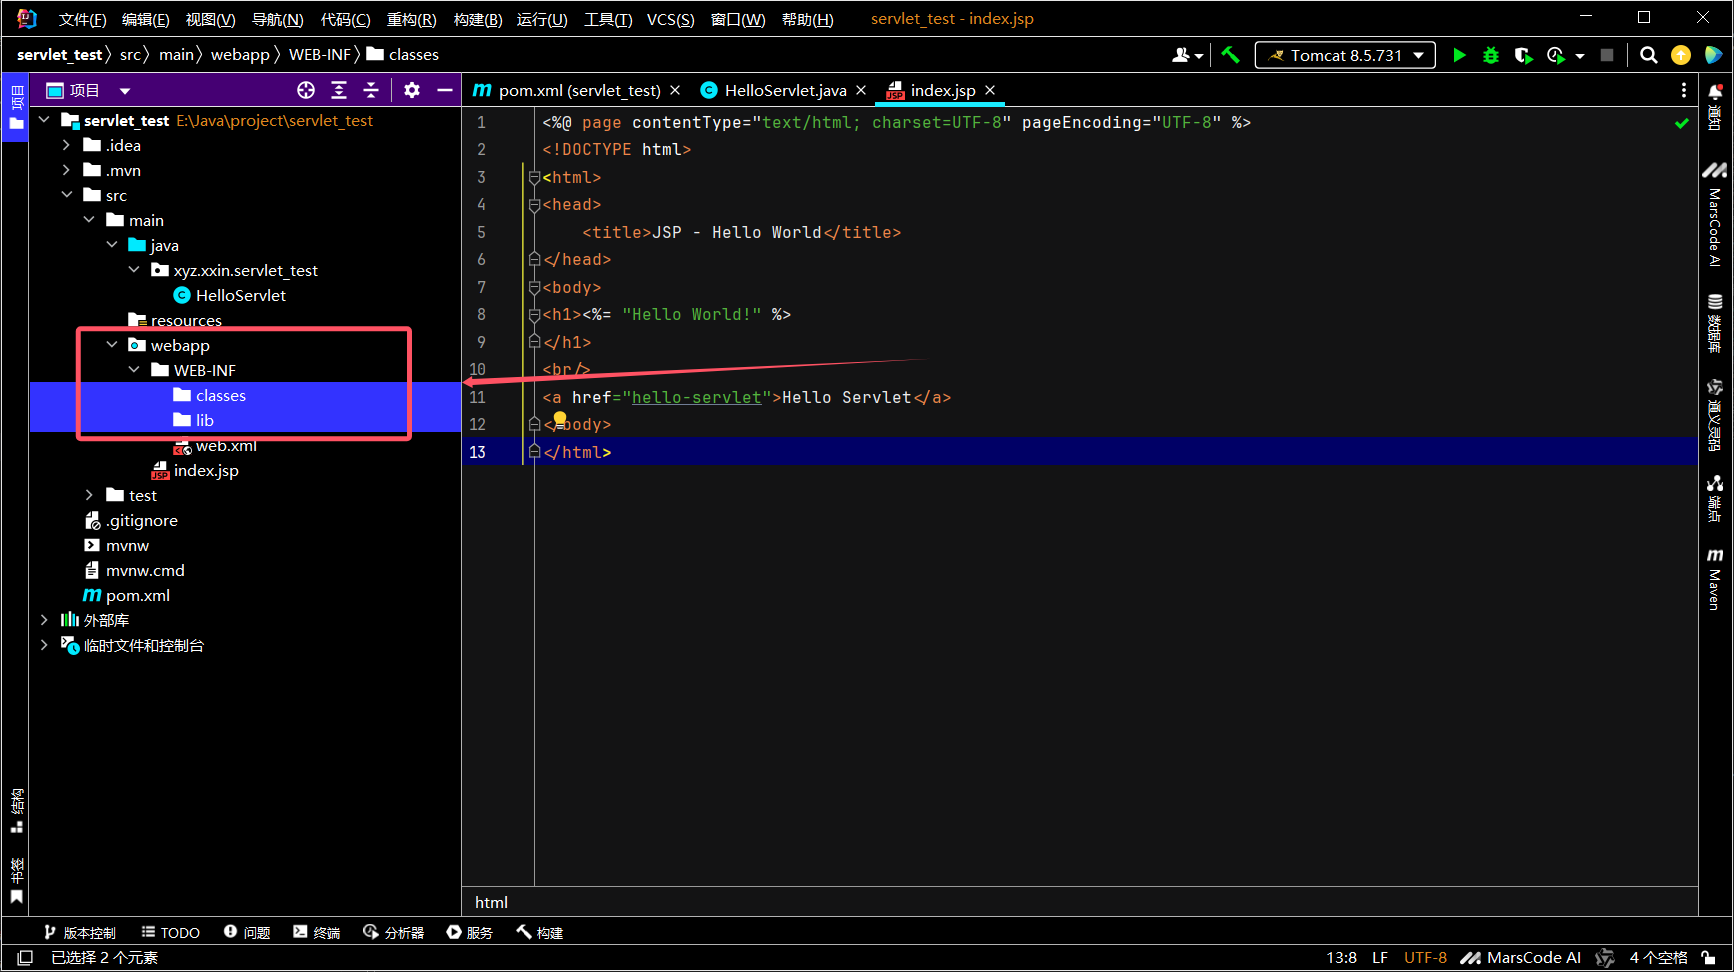 文件(F) 编辑(E) 视图(V) 导航(N) 代码(C) 重构(R) 构建(B) 运行(U) 工具(T) VCS(S) 窗口(W) 帮助(H) servlet_test - index.jsp
servlet_test 〉 src 〉 main 〉 webapp 〉 WEB-INF 〉 classes
Tomcat 8.5.731
项目
项目
servlet_test E:\Java\project\servlet_test
.idea
.mvn
src
main
java
xyz.xxin.servlet_test
HelloServlet
resources
webapp
WEB-INF
classes
lib
web.xml
index.jsp
test
.gitignore
mvnw
mvnw.cmd
pom.xml
外部库
临时文件和控制台
结构
书签
pom.xml (servlet_test) HelloServlet.java index.jsp
1 <%@ page contentType="text/html; charset=UTF-8" pageEncoding="UTF-8" %>
2 <!DOCTYPE html>
3 <html>
4 <head>
5 <title>JSP - Hello World</title>
6 </head>
7 <body>
8 <h1><%= "Hello World!" %>
9 </h1>
10 <br/>
11 <a href="hello-servlet">Hello Servlet</a>
12 </body>
13 </html>
html
通知
MarsCode AI
数据库
通义灵码
端点
Maven
版本控制 TODO 问题 终端 分析器 服务 构建
已选择 2 个元素
13:8 LF UTF-8 MarsCode AI 4 个空格